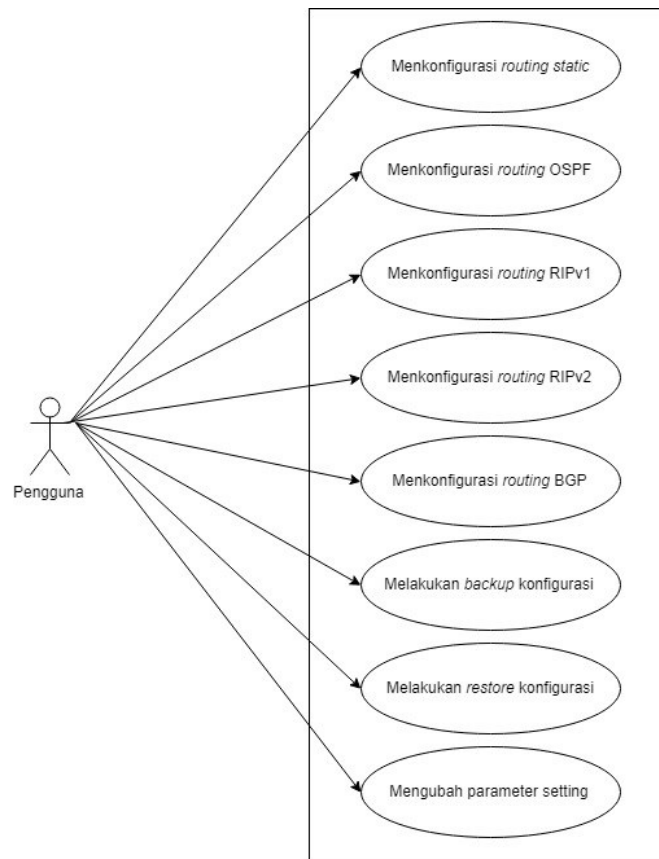 Menkonfigurasi routing static
Menkonfigurasi routing OSPF
Menkonfigurasi routing RIPv1
Menkonfigurasi routing RIPv2
Pengguna
Menkonfigurasi routing BGP
Melakukan backup konfigurasi
Melakukan restore konfigurasi
Mengubah parameter setting